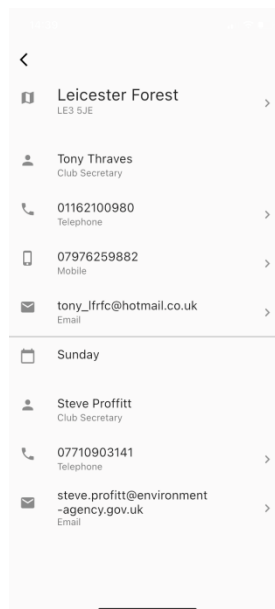 Leicester Forest
LE3 5JE
Tony Thraves
Club Secretary
01162100980
Telephone
07976259882
Mobile
tony_lfrfc@hotmail.co.uk
Email
Sunday
Steve Proffitt
Club Secretary
07710903141
Telephone
steve.profitt@environment
-agency.gov.uk
Email